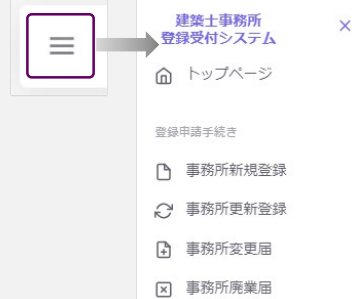 建築士事務所
登録受付システム
トップページ
登録申請手続き
事務所新規登録
事務所更新登録
事務所変更届
事務所廃業届